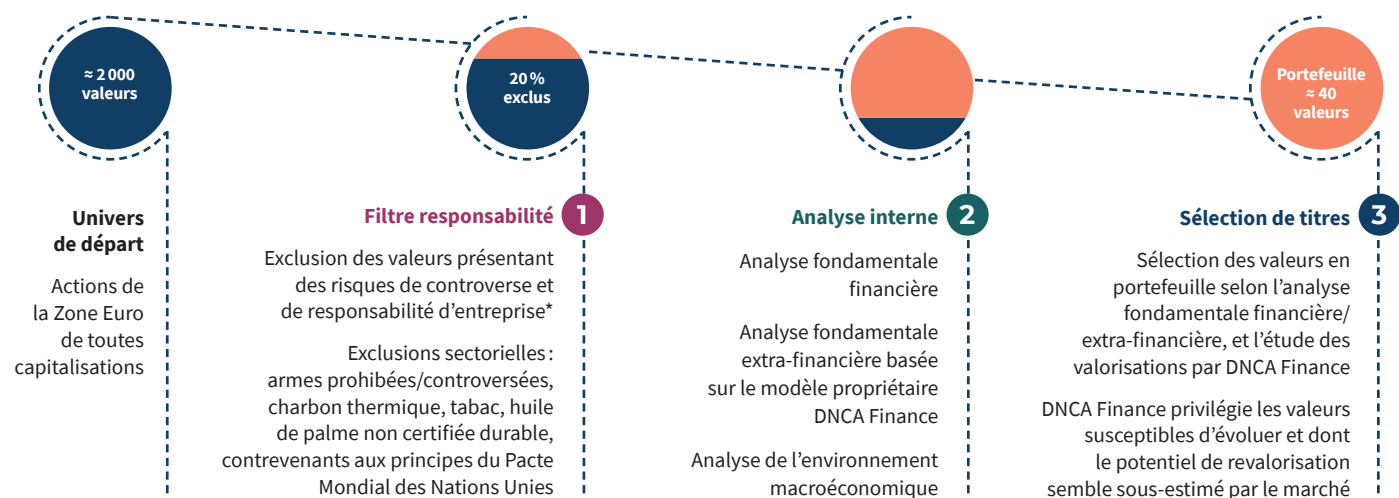 ≈ 2 000
valeurs
20 %
exclus
Portefeuille
≈ 40
valeurs
Univers
de départ
Actions de
la Zone Euro
de toutes
capitalisations
Filtre responsabilité 1
Exclusion des valeurs présentant
des risques de controverse et
de responsabilité d’entreprise*
Exclusions sectorielles :
armes prohibées/controversées,
charbon thermique, tabac, huile
de palme non certifiée durable,
contrevenants aux principes du Pacte
Mondial des Nations Unies
Analyse interne 2
Analyse fondamentale
financière
Analyse fondamentale
extra-financière basée
sur le modèle propriétaire
DNCA Finance
Analyse de l’environnement
macroéconomique
Sélection de titres 3
Sélection des valeurs en
portefeuille selon l’analyse
fondamentale financière/
extra-financière, et l’étude des
valorisations par DNCA Finance
DNCA Finance privilégie les valeurs
susceptibles d’évoluer et dont
le potentiel de revalorisation
semble sous-estimé par le marché